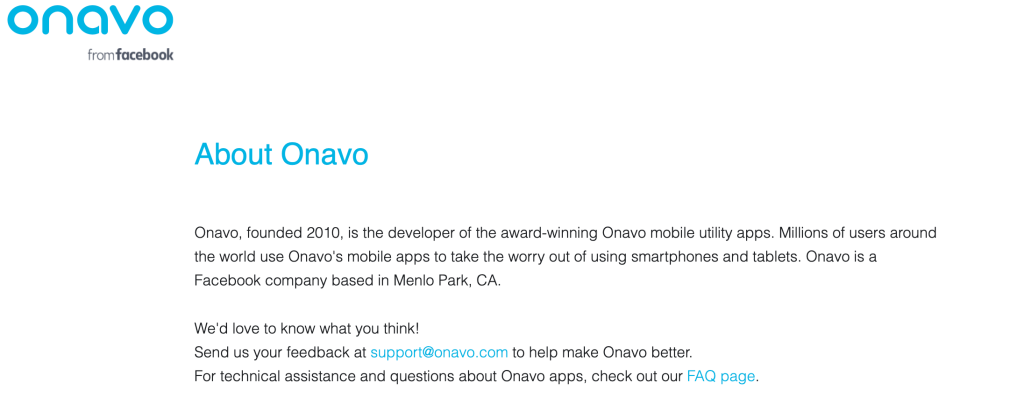 onavo
fromfacebook
About Onavo
Onavo, founded 2010, is the developer of the award-winning Onavo mobile utility apps. Millions of users around
the world use Onavo's mobile apps to take the worry out of using smartphones and tablets. Onavo is a
Facebook company based in Menlo Park, CA.
We'd love to know what you think!
Send us your feedback at support@onavo.com to help make Onavo better.
For technical assistance and questions about Onavo apps, check out our FAQ page.